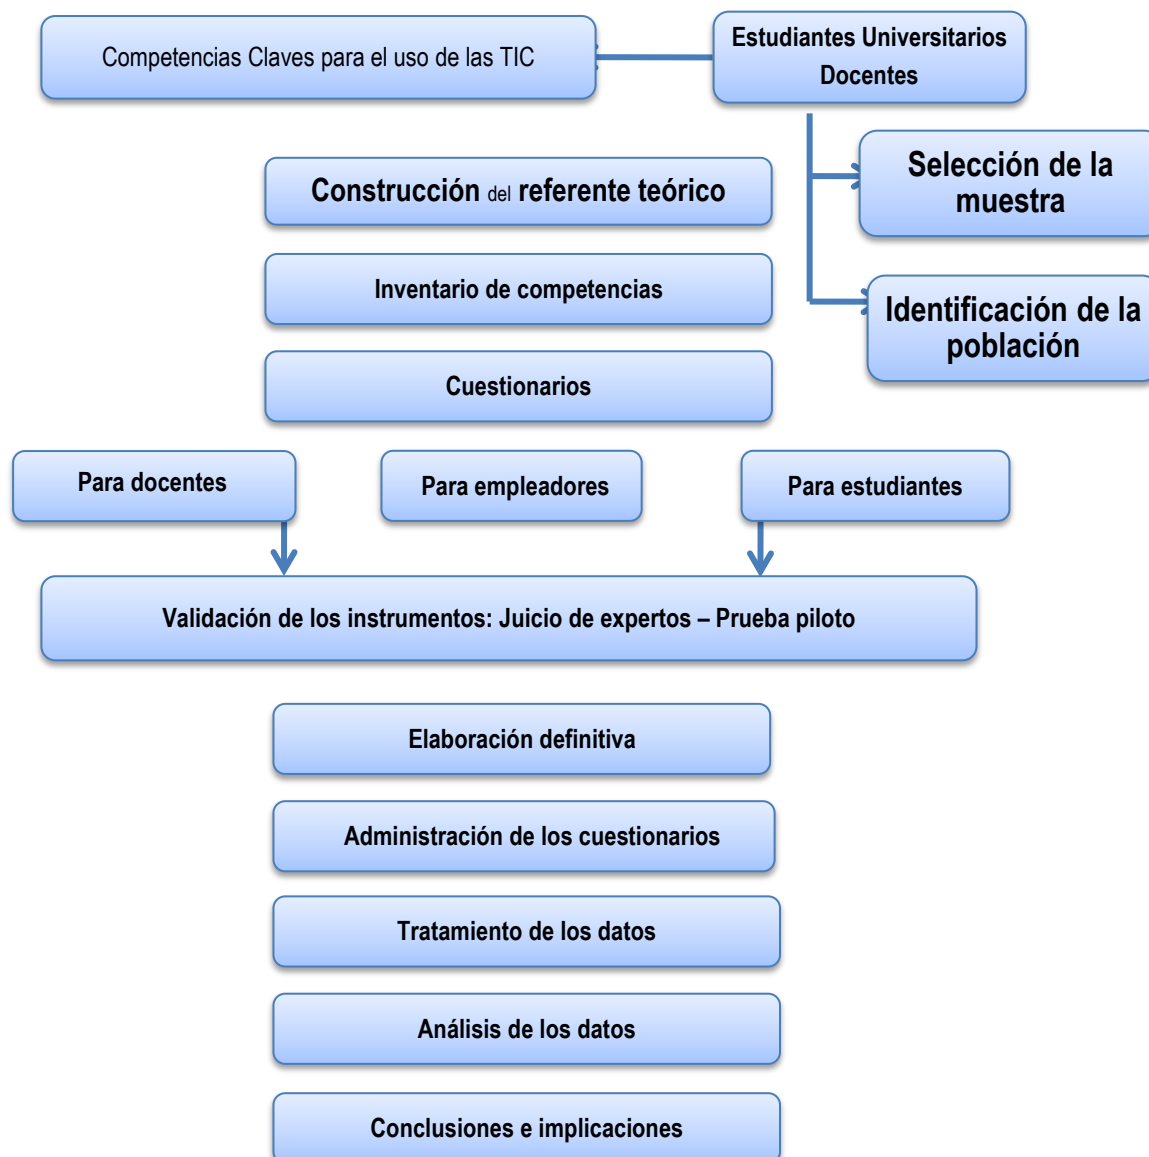 Competencias Claves para el uso de las TIC
Estudiantes Universitarios
Docentes
Selección de la
muestra
Construcción del referente teórico
Inventario de competencias
Identificación de la
población
Cuestionarios
Para docentes
Para empleadores
Para estudiantes
Validación de los instrumentos: Juicio de expertos – Prueba piloto
Elaboración definitiva
Administración de los cuestionarios
Tratamiento de los datos
Análisis de los datos
Conclusiones e implicaciones